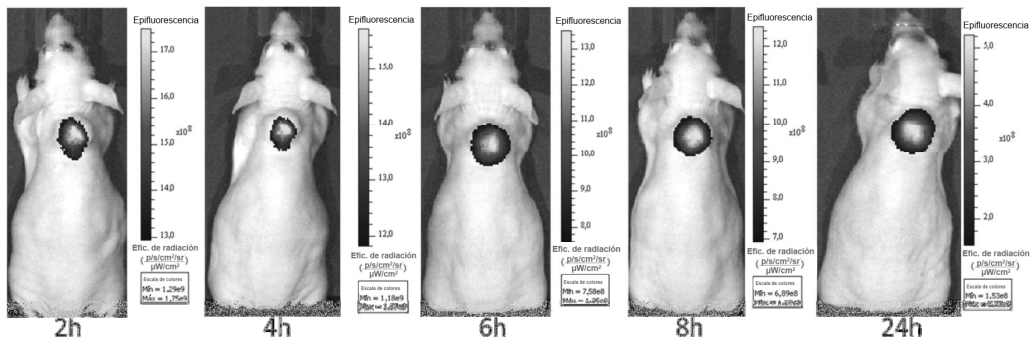 Epifluorescencia
17,0
16,0
15,0
x10⁸
14,0
13,0
Efic. de radiación
(p/s/cm²/sr
μW/cm²)
Escala de colores
Mín = 1,29e9
Máx = 1,75e9
2h
Epifluorescencia
15,0
14,0
x10⁸
13,0
12,0
Efic. de radiación
(p/s/cm²/sr
μW/cm²)
Escala de colores
Mín = 1,18e9
4h
Epifluorescencia
13,0
12,0
11,0
x10⁸
10,0
9,0
8,0
Efic. de radiación
(p/s/cm²/sr
μW/cm²)
Escala de colores
Mín = 7,58e8
6h
Epifluorescencia
12,0
11,0
10,0
x10⁸
9,0
8,0
7,0
Efic. de radiación
(p/s/cm²/sr
μW/cm²)
Escala de colores
Mín = 6,89e8
8h
Epifluorescencia
5,0
4,0
x10⁸
3,0
2,0
Efic. de radiación
(p/s/cm²/sr
μW/cm²)
Escala de colores
Mín = 1,53e8
24h